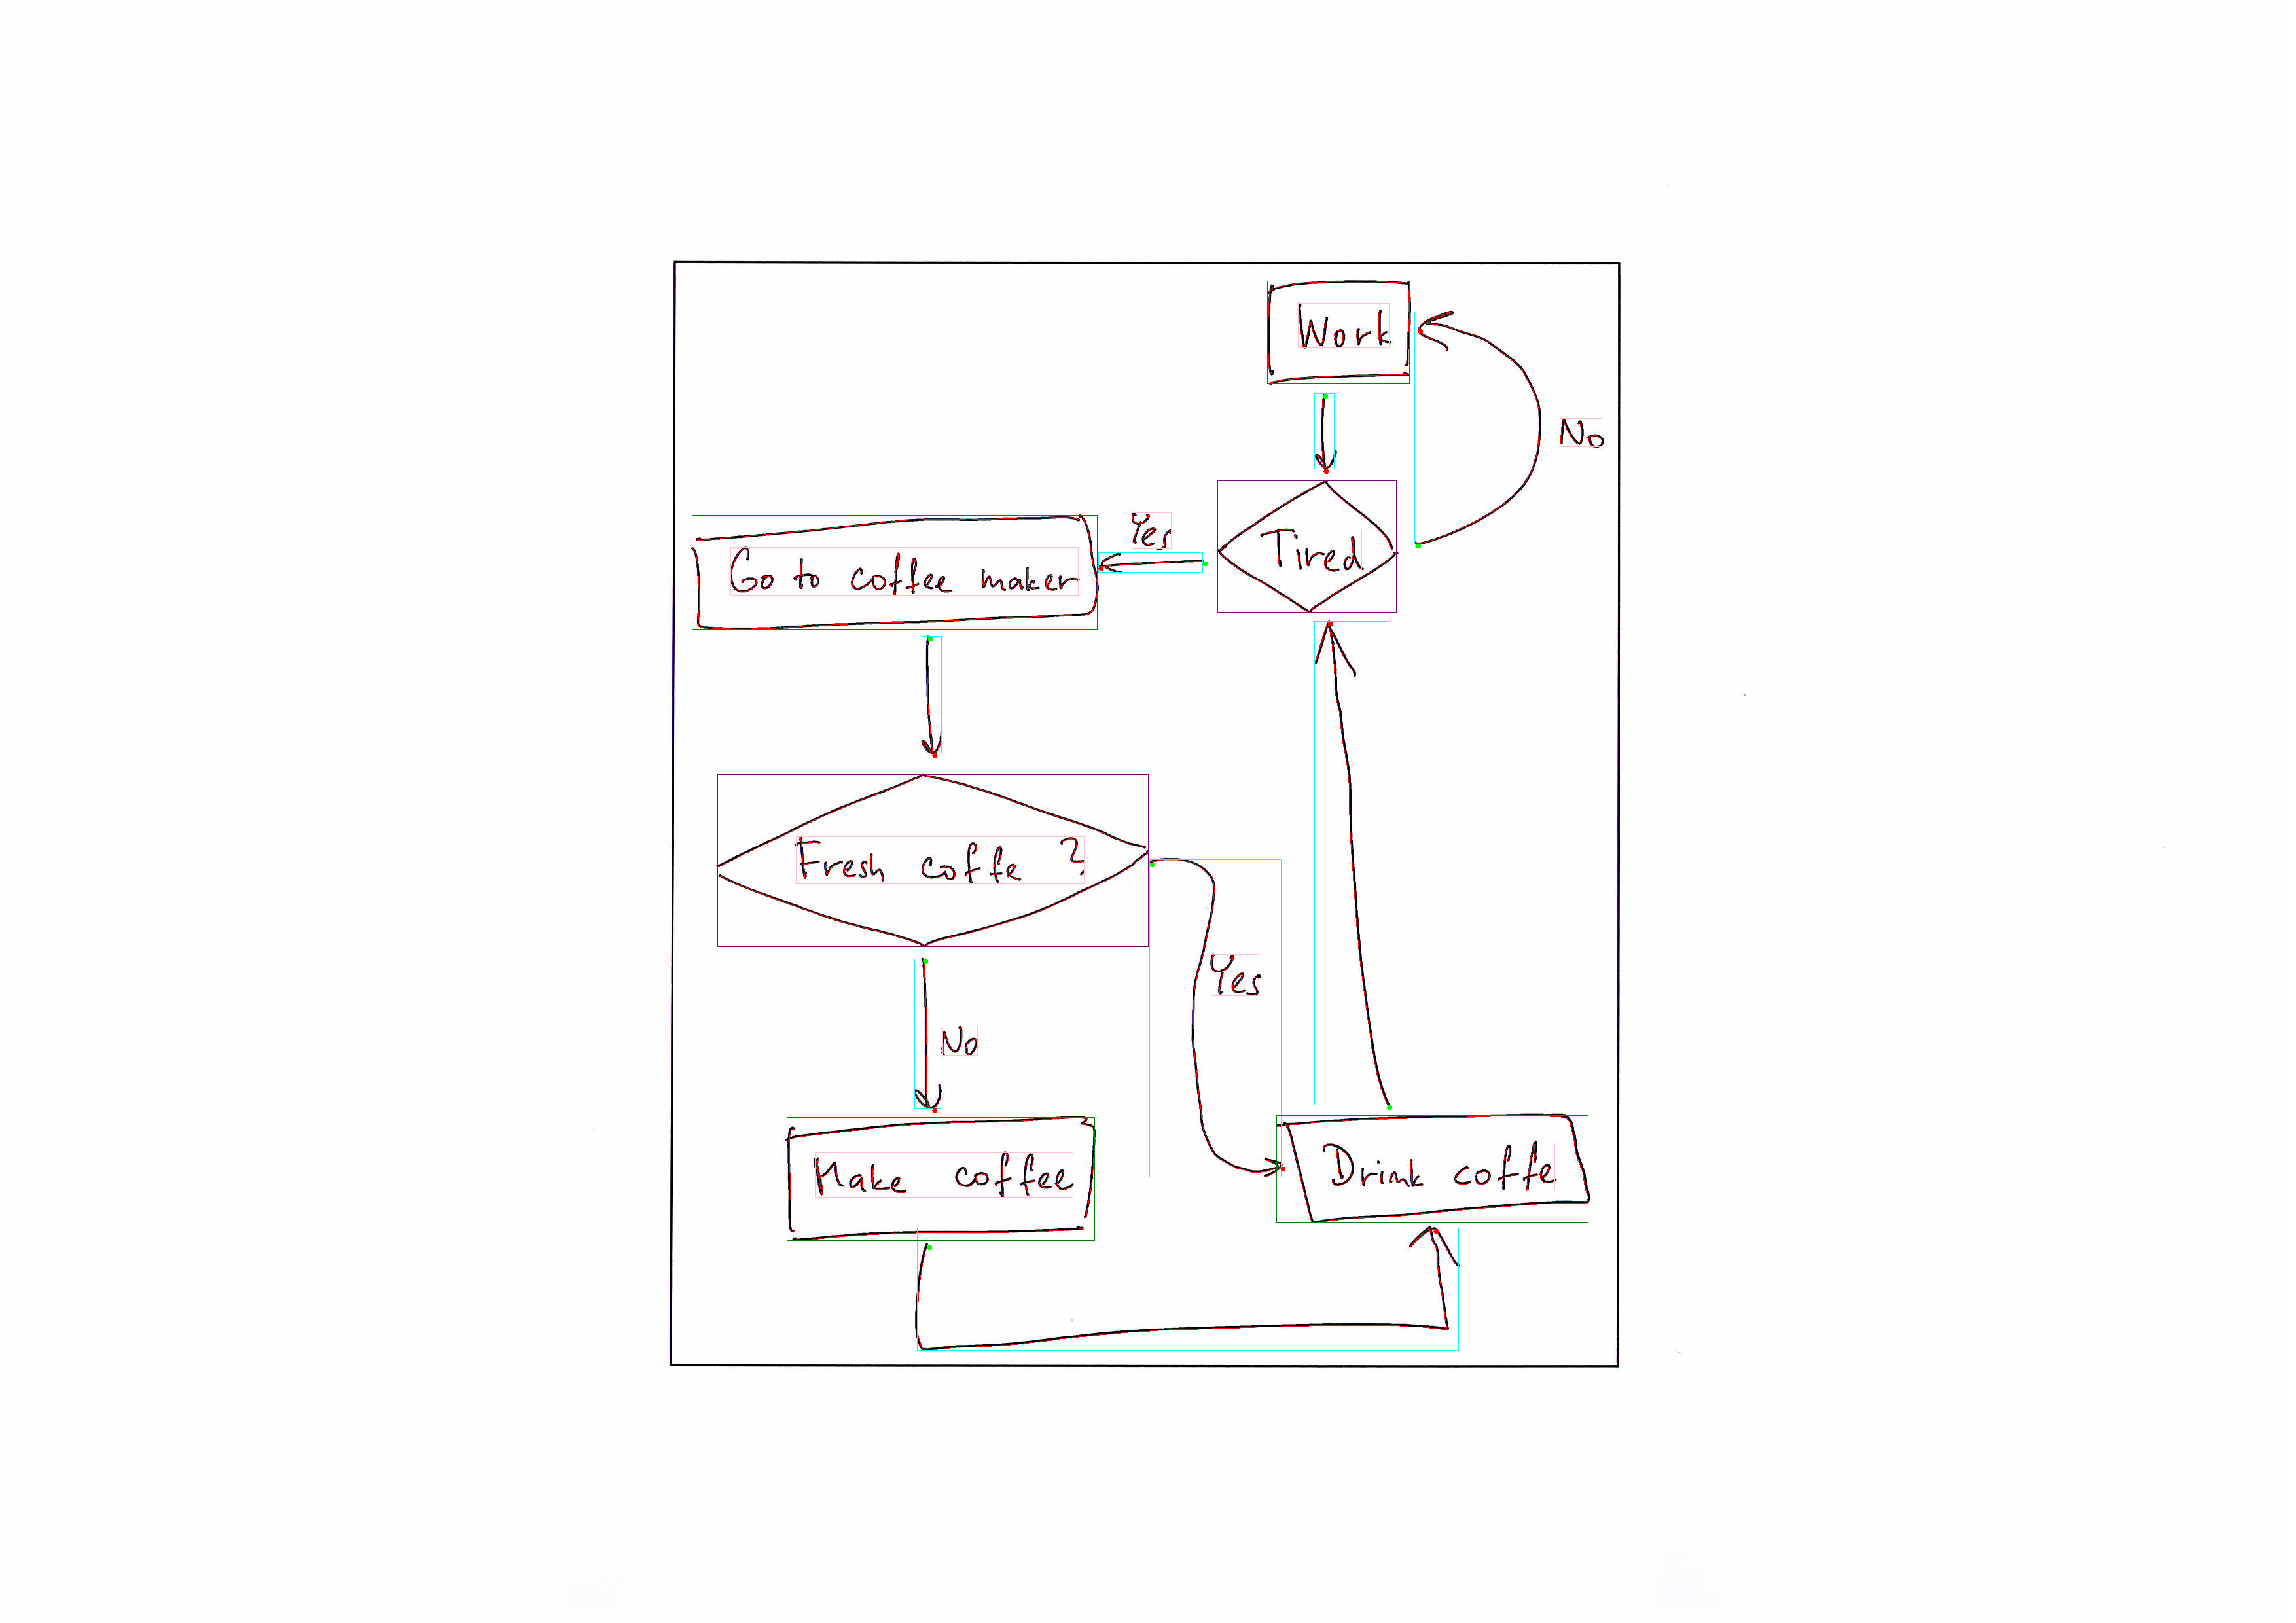 Work
No
Yes
Tired
Go to coffee maker
Fresh coffe ?
Yes
No
Make coffee
Drink coffe